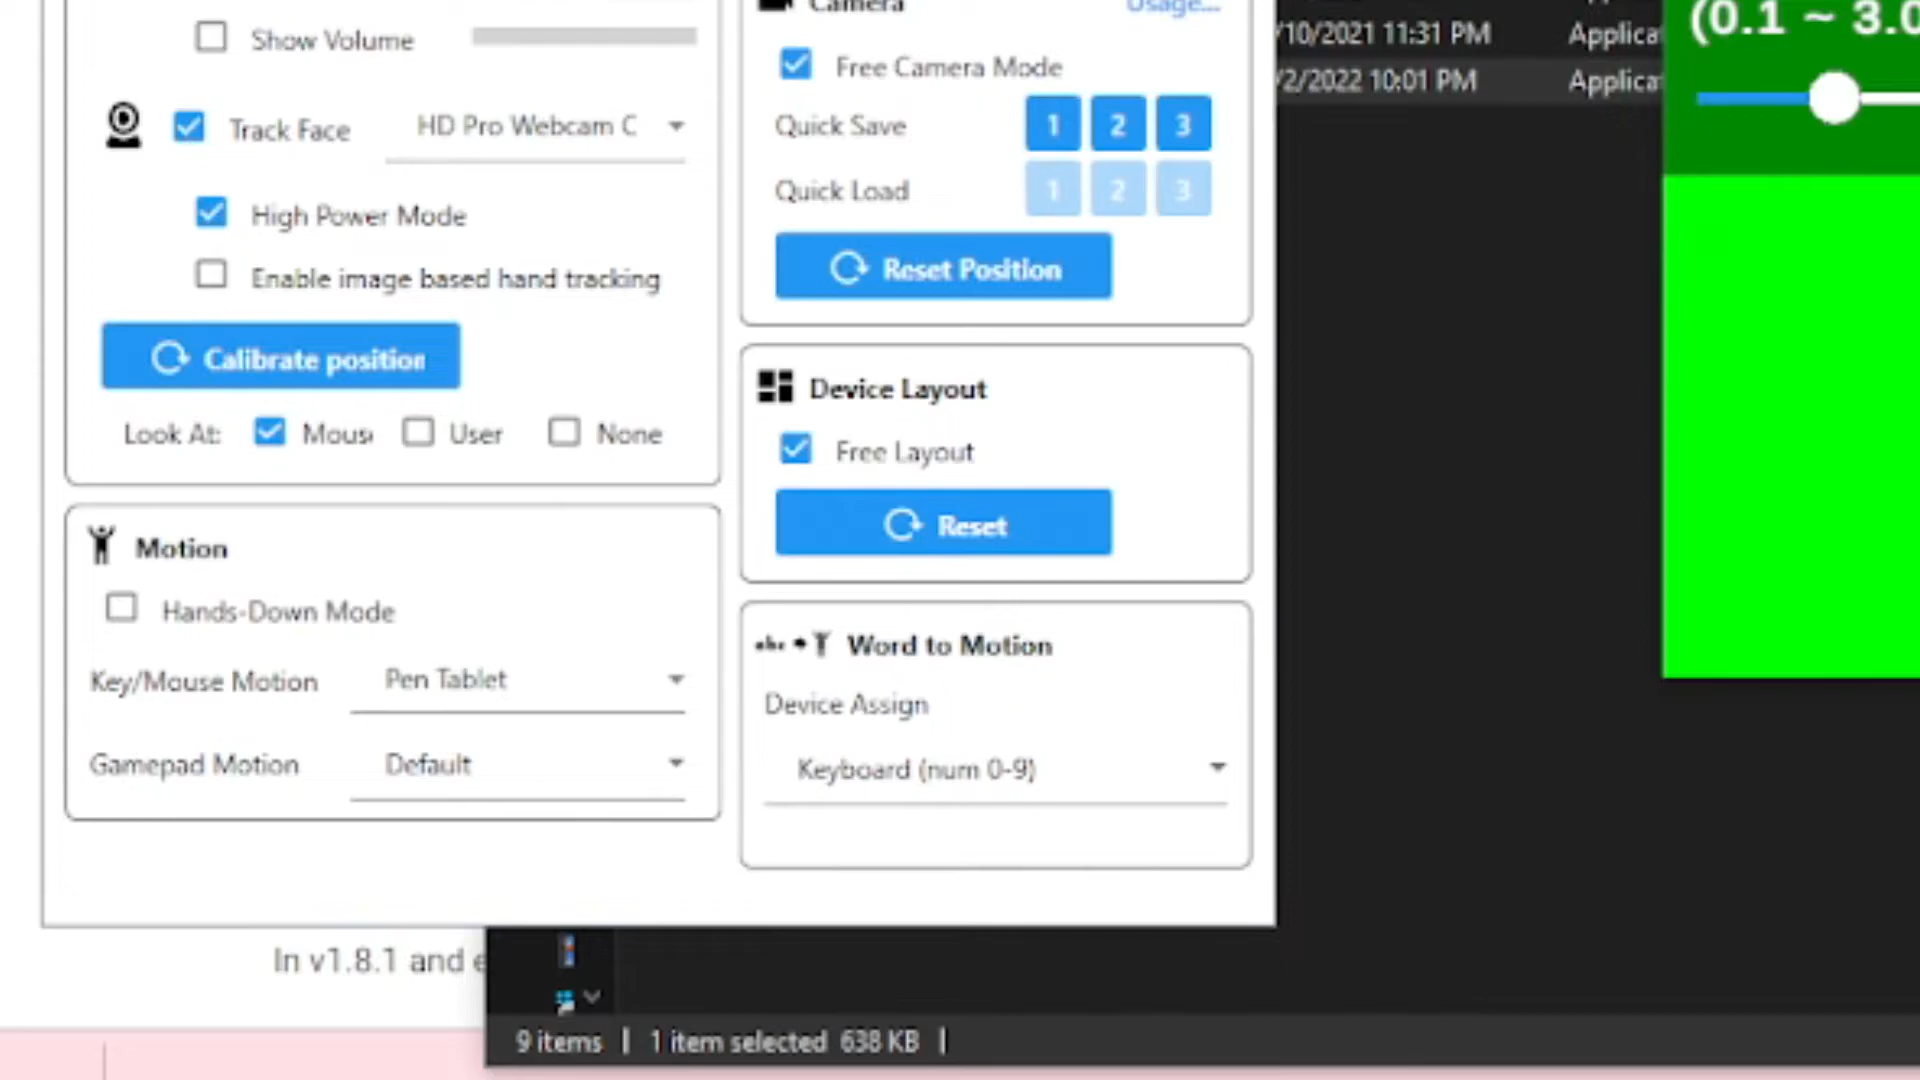 Show Volume
Track Face
HD Pro Webcam C
High Power Mode
Enable image based hand tracking
Calibrate position
Look At:
Mous
User
None
Motion
Hands-Down Mode
Key/Mouse Motion
Pen Tablet
Gamepad Motion
Default
Camera
Usage...
Free Camera Mode
Quick Save
1 2 3
Quick Load
1 2 3
Reset Position
Device Layout
Free Layout
Reset
Word to Motion
Device Assign
Keyboard (num 0-9)
/10/2021 11:31 PM
Applica
/2/2022 10:01 PM
Applica
(0.1 ~ 3.0
In v1.8.1 and
9 items | 1 item selected 638 KB |